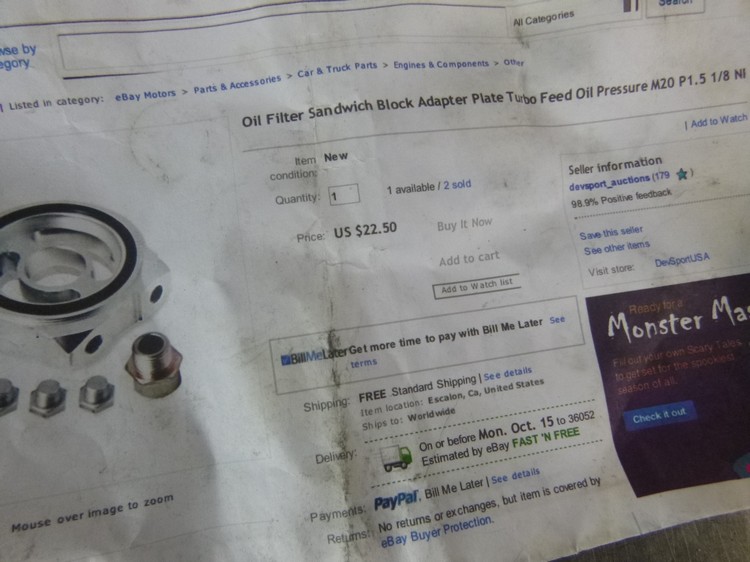 All Categories
Search
wse by
egory
Listed in category: eBay Motors > Parts & Accessories > Car & Truck Parts > Engines & Components > Other
Oil Filter Sandwich Block Adapter Plate Turbo Feed Oil Pressure M20 P1.5 1/8 N
| Add to Watch
Item condition: New
Quantity: 1
1 available / 2 sold
Price: US $22.50
Buy It Now
Add to cart
Add to Watch list
Seller information
devsport_auctions (179
98.9% Positive feedback
Save this seller
See other items
Visit store: DevSportUSA
BillMeLater Get more time to pay with Bill Me Later See
terms
Shipping: FREE Standard Shipping | See details
Item location: Escalon, Ca, United States
Ships to: Worldwide
Delivery: On or before Mon. Oct. 15 to 36052
Estimated by eBay FAST 'N FREE
Payments: PayPal, Bill Me Later | See details
Returns: No returns or exchanges, but item is covered by
eBay Buyer Protection.
Ready for a
Monster Mas
Fill out your own Scary Tales
to get set for the spookiest
season of all.
Check it out
Mouse over image to zoom